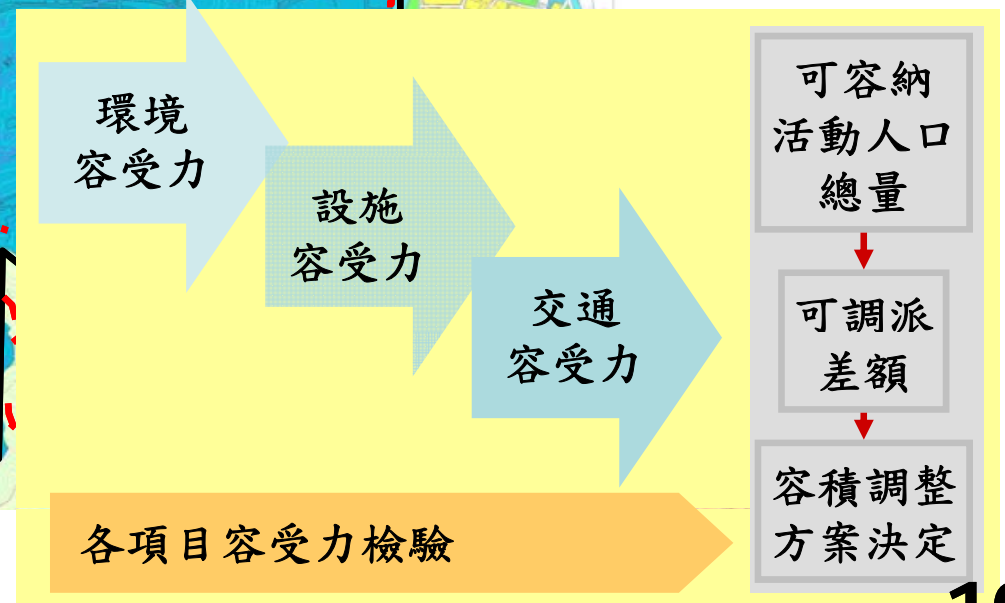 環境
容受力
設施
容受力
交通
容受力
各項目容受力檢驗
可容納
活動人口
總量
可調派
差額
容積調整
方案決定